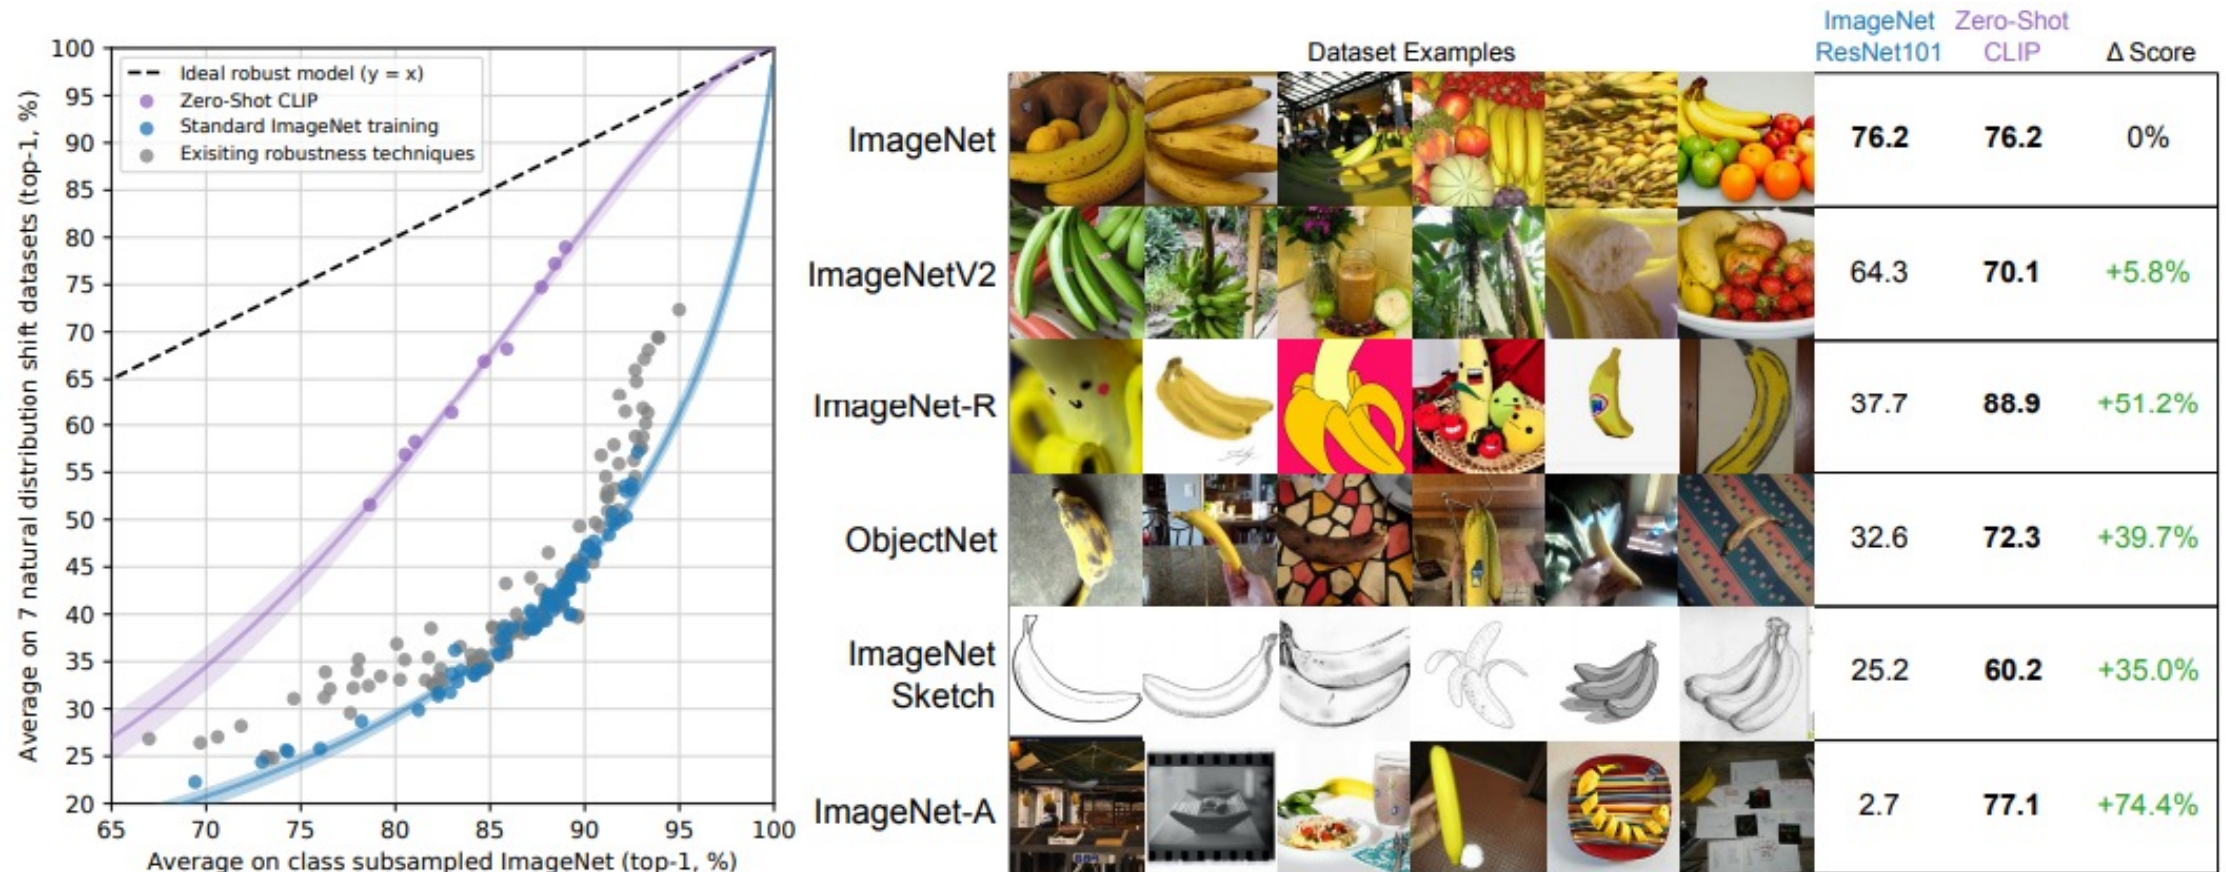 100
95
90
85
80
75
70
65
60
55
50
45
40
35
30
25
20
Average on 7 natural distribution shift datasets (top-1, %)
Ideal robust model (y = x)
Zero-Shot CLIP
Standard ImageNet training
Exisiting robustness techniques
65 70 75 80 85 90 95 100
Average on class subsampled ImageNet (top-1, %)
Dataset Examples
ImageNet ResNet101
Zero-Shot CLIP
Δ Score
ImageNet 76.2 76.2 0%
ImageNetV2 64.3 70.1 +5.8%
ImageNet-R 37.7 88.9 +51.2%
ObjectNet 32.6 72.3 +39.7%
ImageNet Sketch 25.2 60.2 +35.0%
ImageNet-A 2.7 77.1 +74.4%